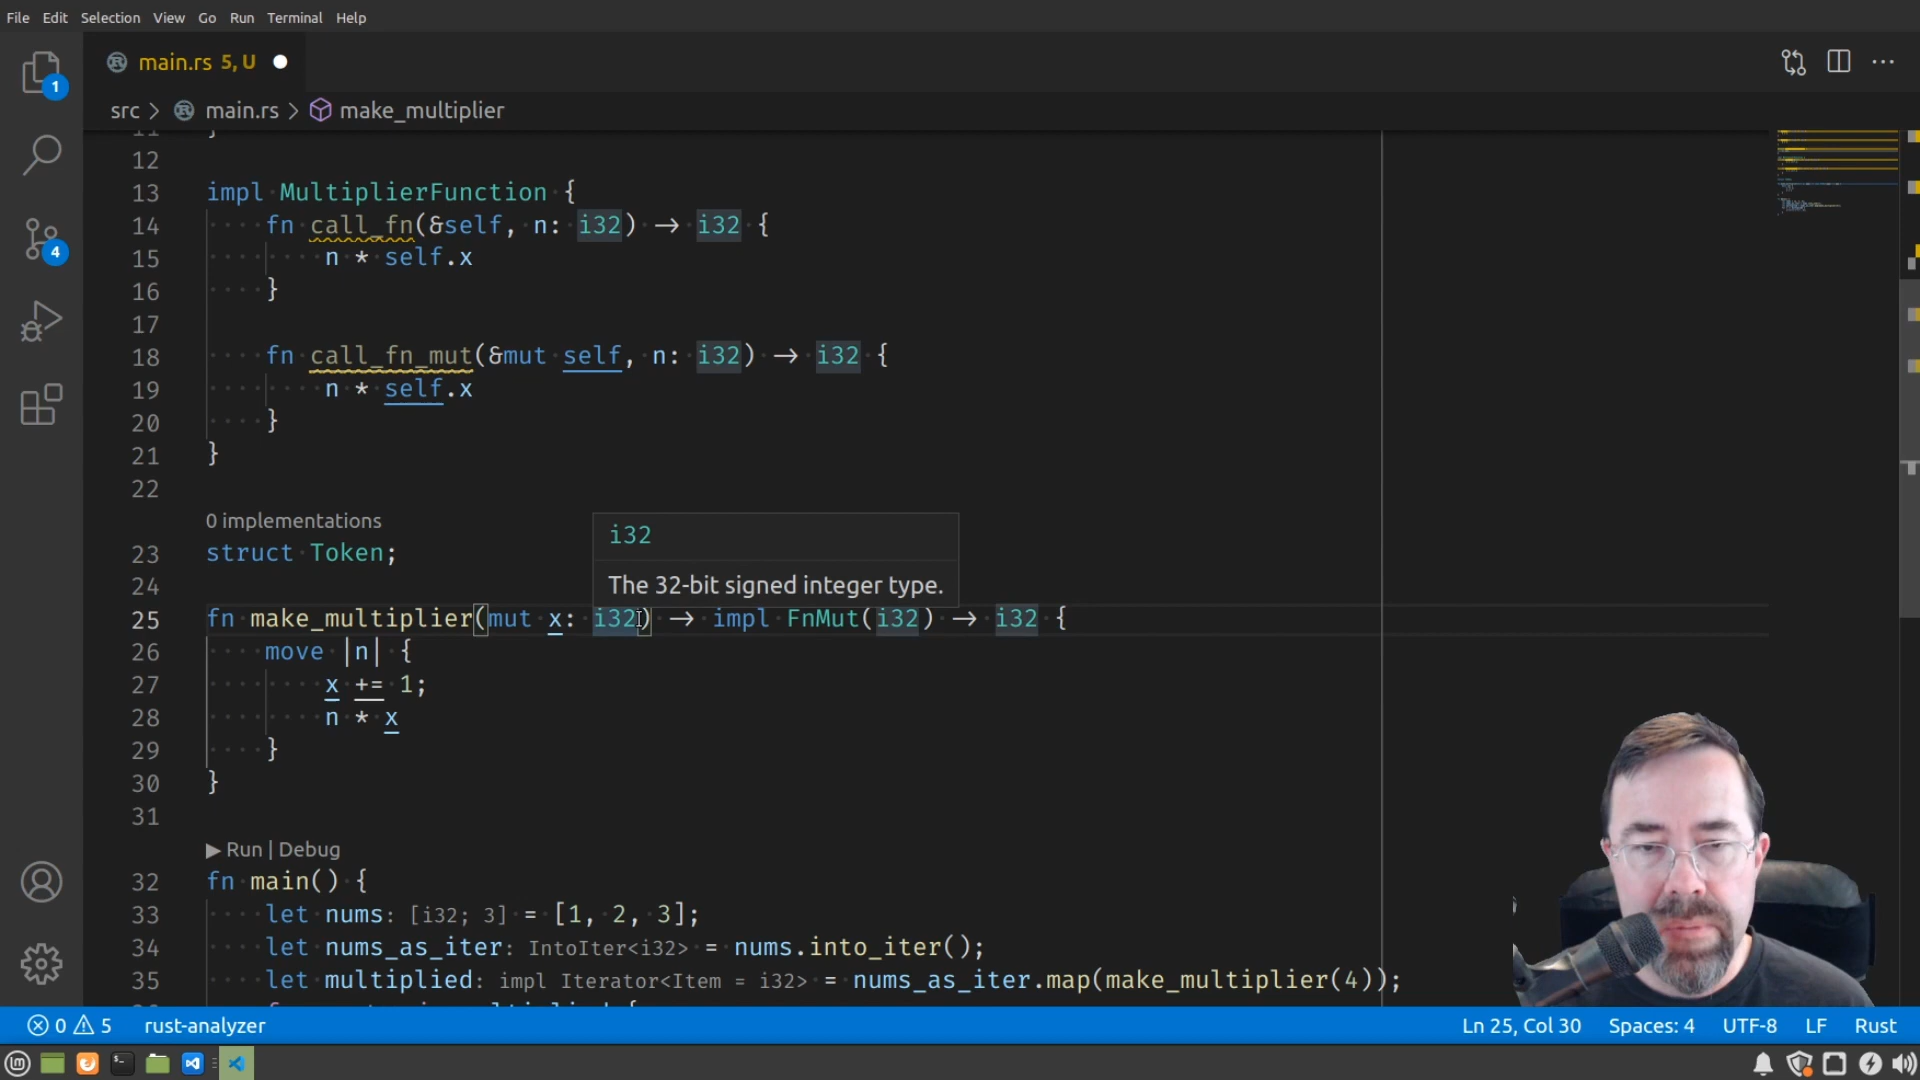 File Edit Selection View Go Run Terminal Help
main.rs 5, U
src > main.rs > make_multiplier
11 }
12
13 impl MultiplierFunction {
14 fn call_fn(&self, n: i32) -> i32 {
15 n * self.x
16 }
17
18 fn call_fn_mut(&mut self, n: i32) -> i32 {
19 n * self.x
20 }
21 }
22
0 implementations
23 struct Token;
24
i32
The 32-bit signed integer type.
25 fn make_multiplier(mut x: i32) -> impl FnMut(i32) -> i32 {
26 move |n| {
27 x += 1;
28 n * x
29 }
30 }
31
▶ Run | Debug
32 fn main() {
33 let nums: [i32; 3] = [1, 2, 3];
34 let nums_as_iter: IntoIter<i32> = nums.into_iter();
35 let multiplied: impl Iterator<Item = i32> = nums_as_iter.map(make_multiplier(4));
1
4
0 5 rust-analyzer Ln 25, Col 30 Spaces: 4 UTF-8 LF Rust